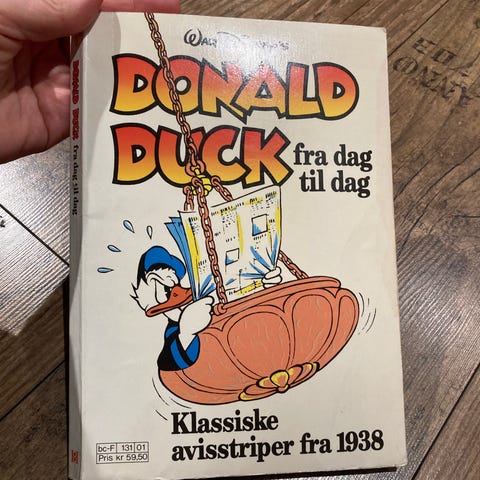 WALT DISNEY'S
DONALD
DUCK
fra dag
til dag
Klassiske
avisstriper fra 1938
bc-F 131 01
Pris kr 59,50
DONALD DUCK fra dag til dag